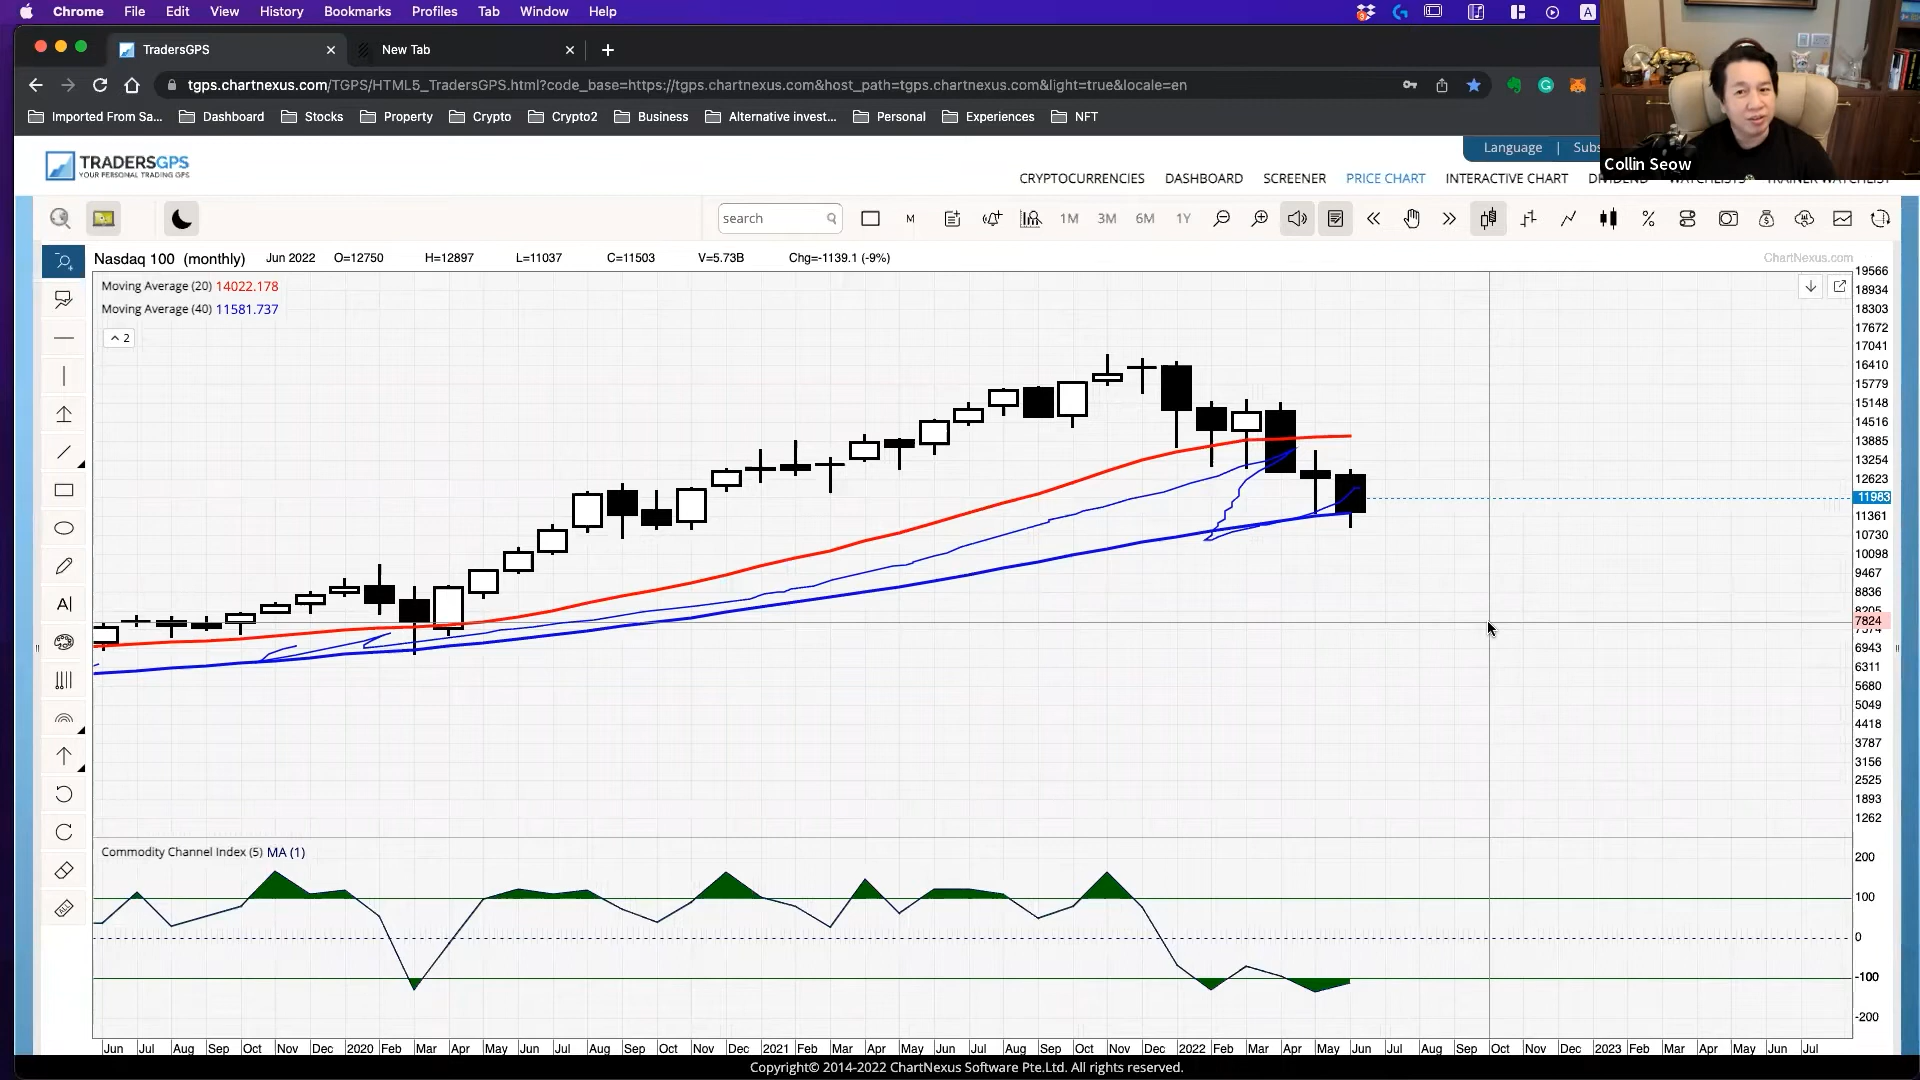 Chrome File Edit View History Bookmarks Profiles Tab Window Help
TradersGPS
New Tab
tgps.chartnexus.com/TGPS/HTML5_TradersGPS.html?code_base=https://tgps.chartnexus.com&host_path=tgps.chartnexus.com&light=true&locale=en
Imported From Sa... Dashboard Stocks Property Crypto Crypto2 Business Alternative invest... Personal Experiences NFT
Collin Seow
Language | Subs
TRADERSGPS
YOUR PERSONAL TRADING GPS
CRYPTOCURRENCIES DASHBOARD SCREENER PRICE CHART INTERACTIVE CHART
search M 1M 3M 6M 1Y
Nasdaq 100 (monthly) Jun 2022 O=12750 H=12897 L=11037 C=11503 V=5.73B Chg=-1139.1 (-9%)
ChartNexus.com
Moving Average (20) 14022.178
Moving Average (40) 11581.737
2
19566
18934
18303
17672
17041
16410
15779
15148
14516
13885
13254
12623
11983
11361
10730
10098
9467
8836
8205
7824
6943
6311
5680
5049
4418
3787
3156
2525
1893
1262
Commodity Channel Index (5) MA (1)
200
100
0
-100
-200
Jun Jul Aug Sep Oct Nov Dec 2020 Feb Mar Apr May Jun Jul Aug Sep Oct Nov Dec 2021 Feb Mar Apr May Jun Jul Aug Sep Oct Nov Dec 2022 Feb Mar Apr May Jun Jul Aug Sep Oct Nov Dec 2023 Feb Mar Apr May Jun Jul
Copyright© 2014-2022 ChartNexus Software Pte.Ltd. All rights reserved.